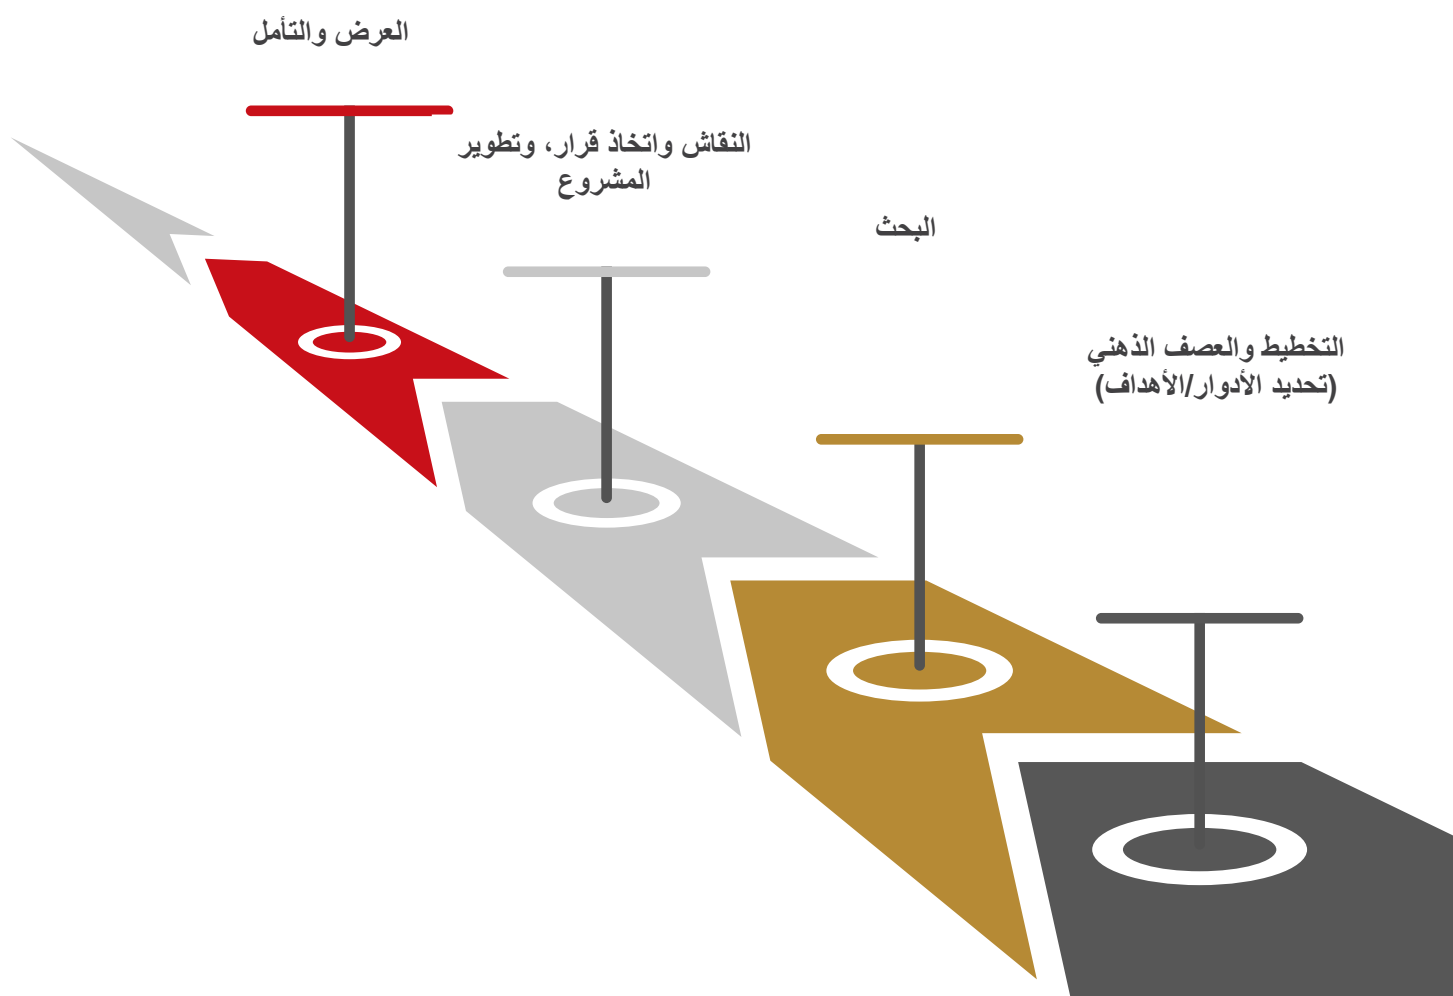 العرض والتأمل
النقاش واتخاذ قرار، وتطوير
المشروع
البحث
التخطيط والعصف الذهني
(تحديد الأدوار/الأهداف)